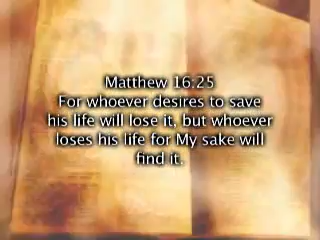 Matthew 16:25
For whoever desires to save
his life will lose it, but whoever
loses his life for My sake will
find it.